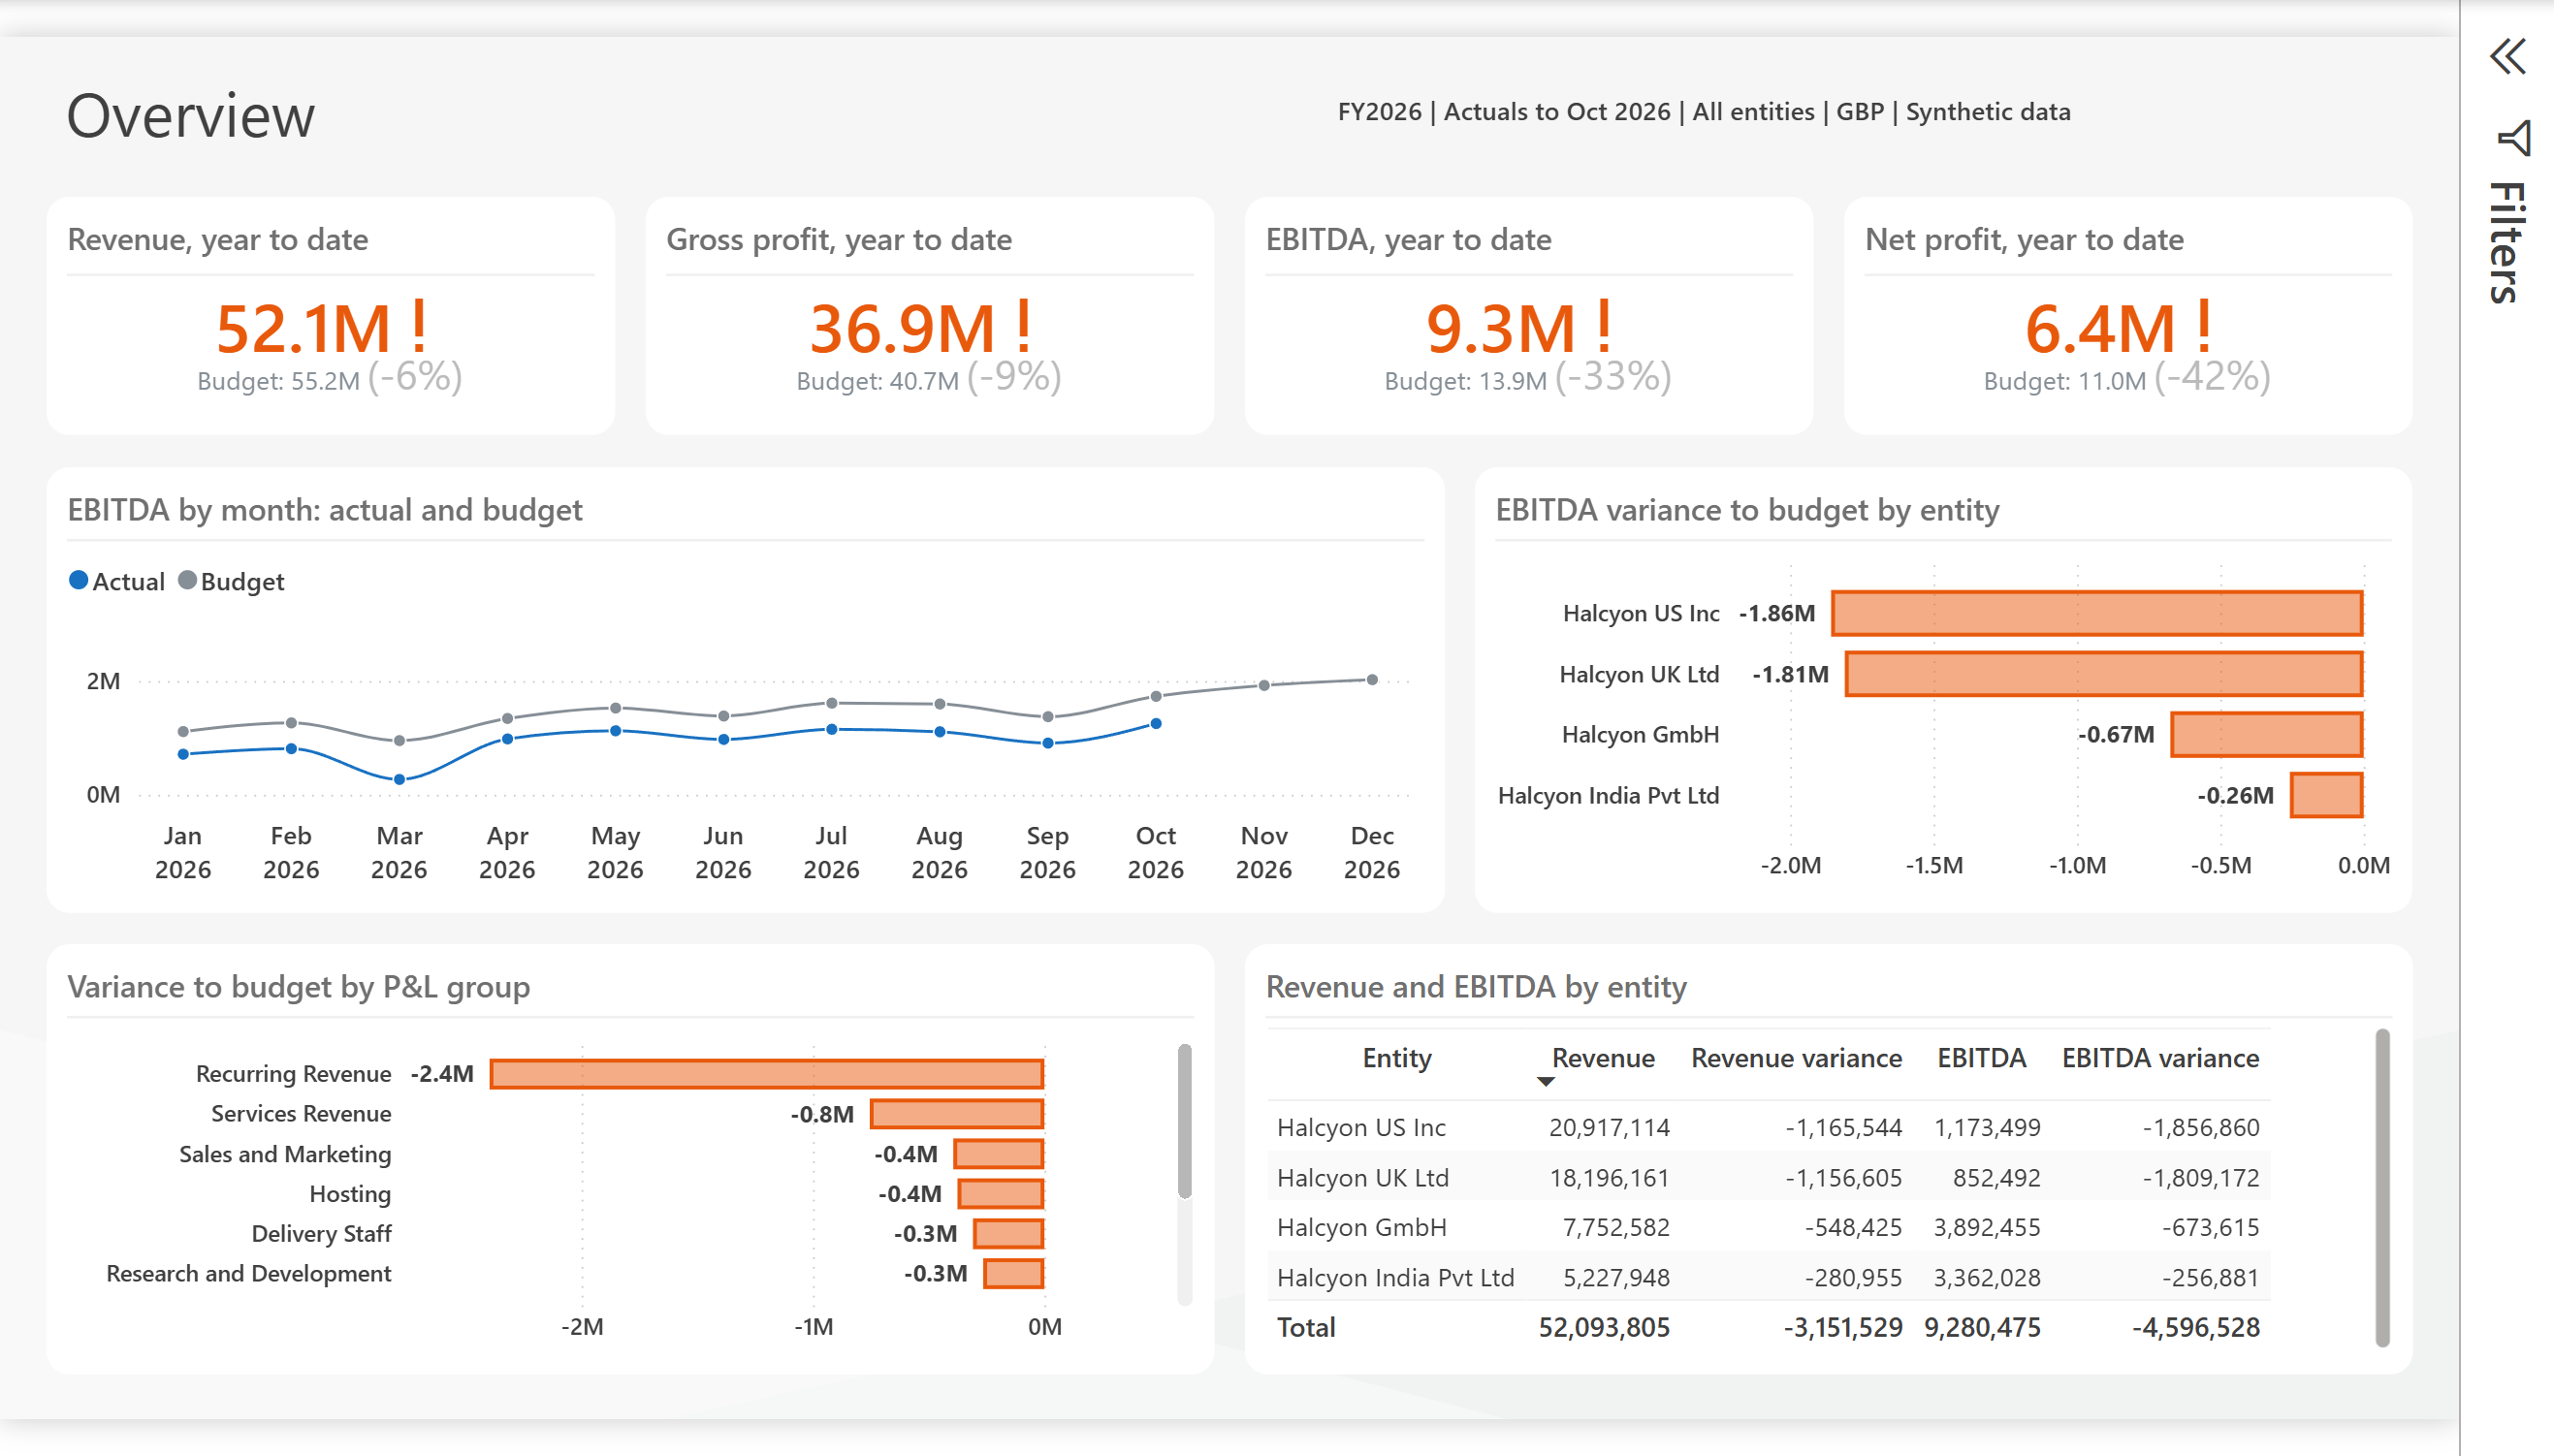 Overview
FY2026 | Actuals to Oct 2026 | All entities | GBP | Synthetic data
Filters
Revenue, year to date
52.1M !
Budget: 55.2M (-6%)
Gross profit, year to date
36.9M !
Budget: 40.7M (-9%)
EBITDA, year to date
9.3M !
Budget: 13.9M (-33%)
Net profit, year to date
6.4M !
Budget: 11.0M (-42%)
EBITDA by month: actual and budget
Actual Budget
2M
0M
Jan Feb Mar Apr May Jun Jul Aug Sep Oct Nov Dec
2026 2026 2026 2026 2026 2026 2026 2026 2026 2026 2026 2026
EBITDA variance to budget by entity
Halcyon US Inc -1.86M
Halcyon UK Ltd -1.81M
Halcyon GmbH -0.67M
Halcyon India Pvt Ltd -0.26M
-2.0M -1.5M -1.0M -0.5M 0.0M
Variance to budget by P&L group
Recurring Revenue -2.4M
Services Revenue -0.8M
Sales and Marketing -0.4M
Hosting -0.4M
Delivery Staff -0.3M
Research and Development -0.3M
-2M -1M 0M
Revenue and EBITDA by entity
Entity Revenue Revenue variance EBITDA EBITDA variance
Halcyon US Inc 20,917,114 -1,165,544 1,173,499 -1,856,860
Halcyon UK Ltd 18,196,161 -1,156,605 852,492 -1,809,172
Halcyon GmbH 7,752,582 -548,425 3,892,455 -673,615
Halcyon India Pvt Ltd 5,227,948 -280,955 3,362,028 -256,881
Total 52,093,805 -3,151,529 9,280,475 -4,596,528